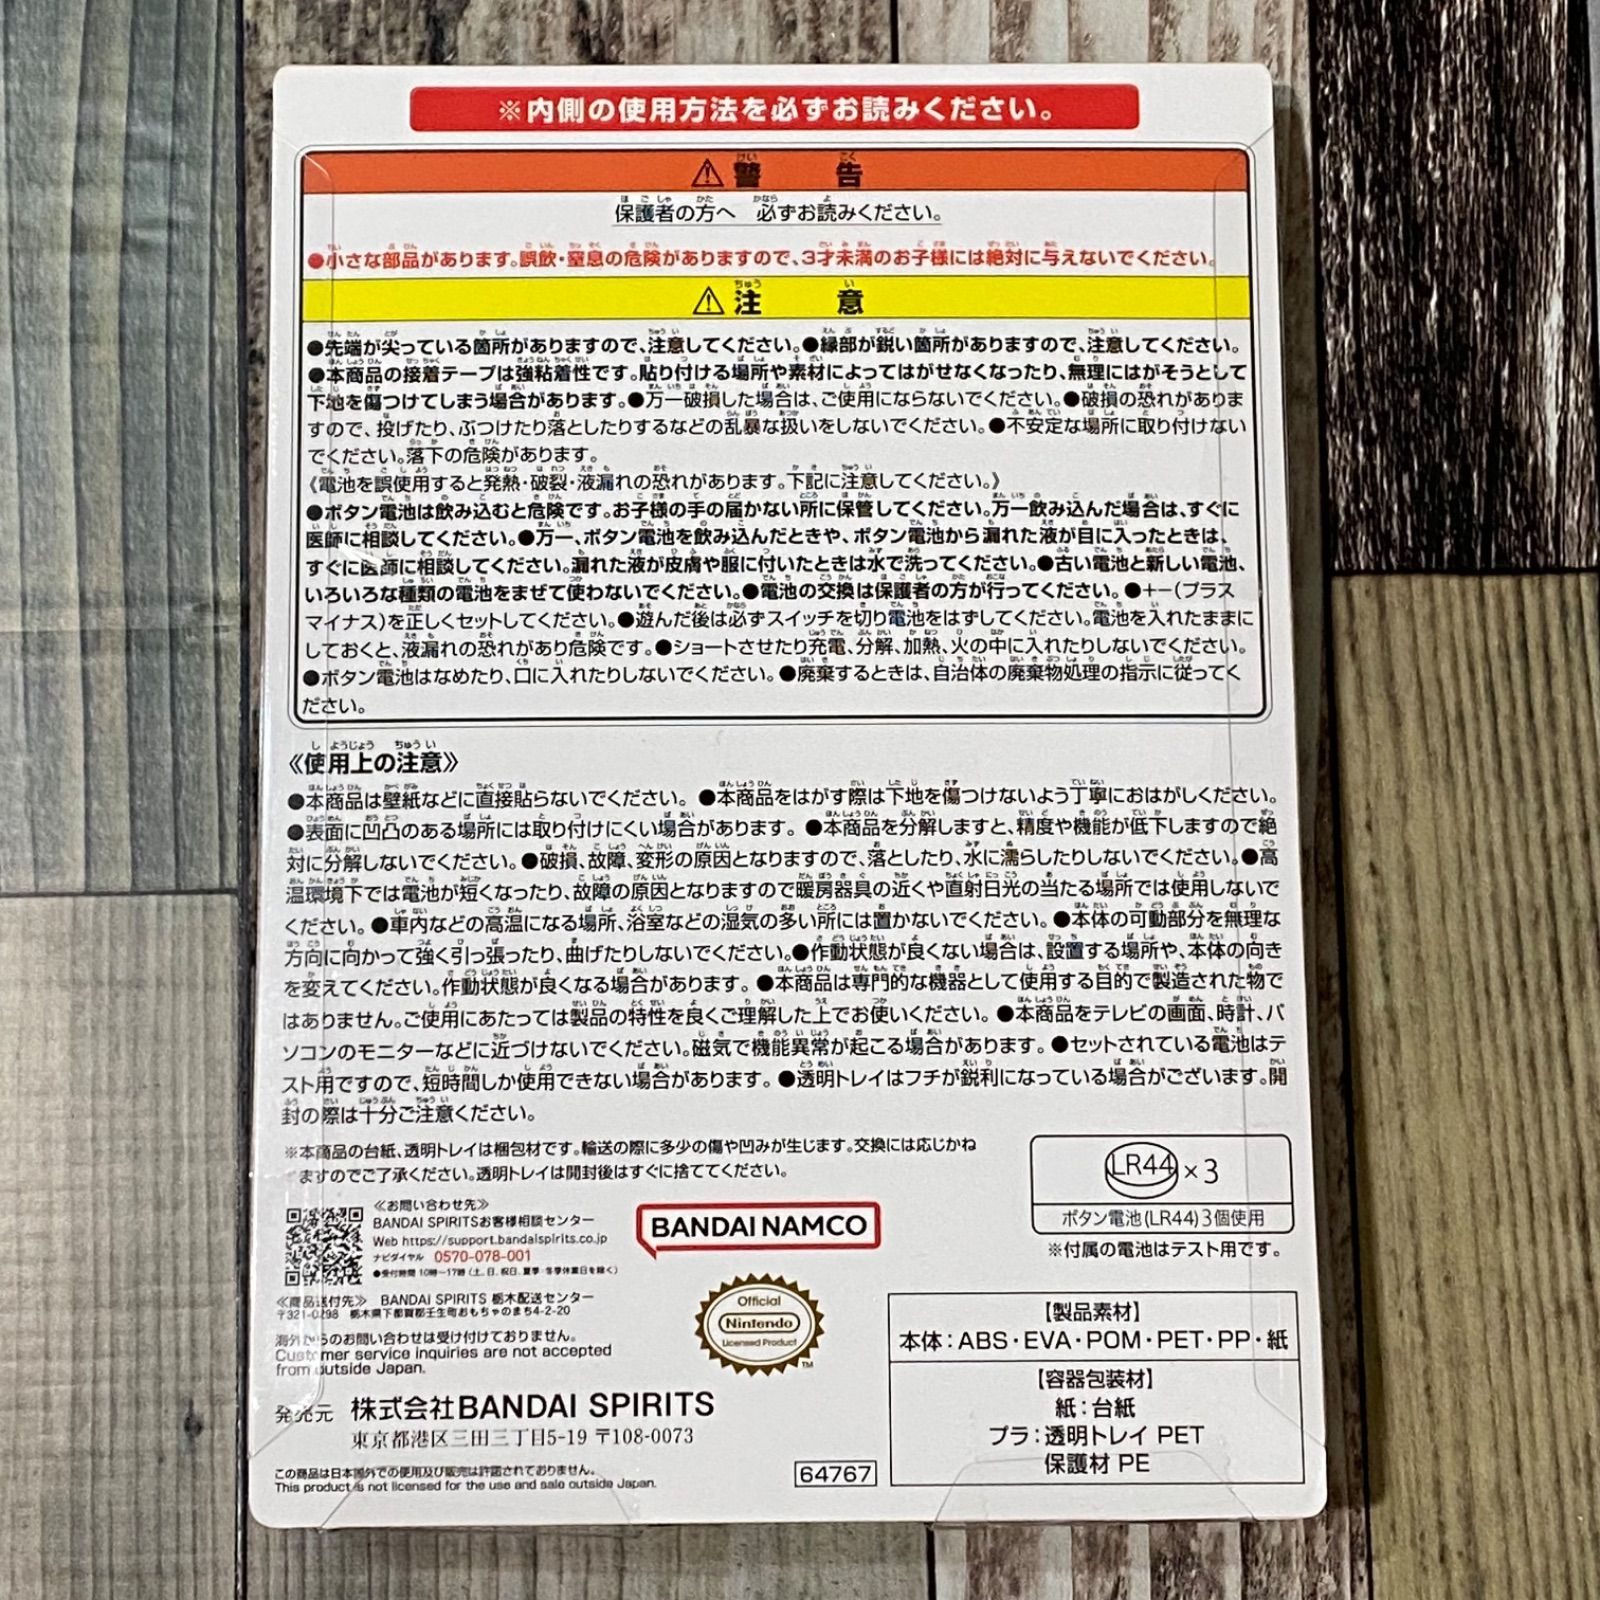 ※内側の使用方法を必ずお読みください。
⚠警告
保護者の方へ 必ずお読みください。
●小さな部品があります。誤飲・窒息の危険がありますので、3才未満のお子様には絶対に与えないでください。
⚠注意
●先端が尖っている箇所がありますので、注意してください。●縁部が鋭い箇所がありますので、注意してください。
●本商品の接着テープは強粘着性です。貼り付ける場所や素材によってはがせなくなったり、無理にはがそうとして
下地を傷つけてしまう場合があります。●万一破損した場合は、ご使用にならないでください。●破損の恐れがありま
すので、投げたり、ぶつけたり落としたりするなどの乱暴な扱いをしないでください。●不安定な場所に取り付けない
でください。落下の危険があります。
《電池を誤使用すると発熱・破裂・液漏れの恐れがあります。下記に注意してください。》
●ボタン電池は飲み込むと危険です。お子様の手の届かない所に保管してください。万一飲み込んだ場合は、すぐに
医師に相談してください。●万一、ボタン電池を飲み込んだときや、ボタン電池から漏れた液が目に入ったときは、
すぐに医師に相談してください。漏れた液が皮膚や服に付いたときは水で洗ってください。●古い電池と新しい電池、
いろいろな種類の電池をまぜて使わないでください。●電池の交換は保護者の方が行ってください。●+−(プラス
マイナス)を正しくセットしてください。●遊んだ後は必ずスイッチを切り電池をはずしてください。電池を入れたままに
しておくと、液漏れの恐れがあり危険です。●ショートさせたり充電、分解、加熱、火の中に入れたりしないでください。
●ボタン電池はなめたり、口に入れたりしないでください。●廃棄するときは、自治体の廃棄物処理の指示に従ってく
ださい。
《使用上の注意》
●本商品は壁紙などに直接貼らないでください。●本商品をはがす際は下地を傷つけないよう丁寧におはがしください。
●表面に凹凸のある場所には取り付けにくい場合があります。●本商品を分解しますと、精度や機能が低下しますので絶
対に分解しないでください。●破損、故障、変形の原因となりますので、落としたり、水に濡らしたりしないでください。●高
温環境下では電池が短くなったり、故障の原因となりますので暖房器具の近くや直射日光の当たる場所では使用しないで
ください。●車内などの高温になる場所、浴室などの湿気の多い所には置かないでください。●本体の可動部分を無理な
方向に向かって強く引っ張ったり、曲げたりしないでください。●作動状態が良くない場合は、設置する場所や、本体の向き
を変えてください。作動状態が良くなる場合があります。●本商品は専門的な機器として使用する目的で製造された物で
はありません。ご使用にあたっては製品の特性を良くご理解した上でお使いください。●本商品をテレビの画面、時計、パ
ソコンのモニターなどに近づけないでください。磁気で機能異常が起こる場合があります。●セットされている電池はテ
スト用ですので、短時間しか使用できない場合があります。●透明トレイはフチが鋭利になっている場合がございます。開
封の際は十分ご注意ください。
※本商品の台紙、透明トレイは梱包材です。輸送の際に多少の傷や凹みが生じます。交換には応じかね
ますのでご了承ください。透明トレイは開封後はすぐに捨ててください。
LR44×3
ボタン電池(LR44)3個使用
※付属の電池はテスト用です。
《お問い合わせ先》
BANDAI SPIRITSお客様相談センター
Web https://support.bandaispirits.co.jp
ナビダイヤル 0570-078-001
●受付時間 10時〜17時(土、日、祝日、夏季・冬季休業日を除く)
BANDAI NAMCO
《商品送付先》 BANDAI SPIRITS 栃木配送センター
〒321-0298 栃木県下都賀郡壬生町おもちゃのまち4-2-20
海外からのお問い合わせは受け付けておりません。
Customer service inquiries are not accepted
from outside Japan.
Official
Nintendo
Licensed Product
TM
発売元 株式会社BANDAI SPIRITS
東京都港区三田三丁目5-19 〒108-0073
この商品は日本国外での使用及び販売は許諾されておりません。
This product is not licensed for the use and sale outside Japan.
64767
【製品素材】
本体：ABS・EVA・POM・PET・PP・紙
【容器包装材】
紙：台紙
プラ：透明トレイ PET
保護材 PE